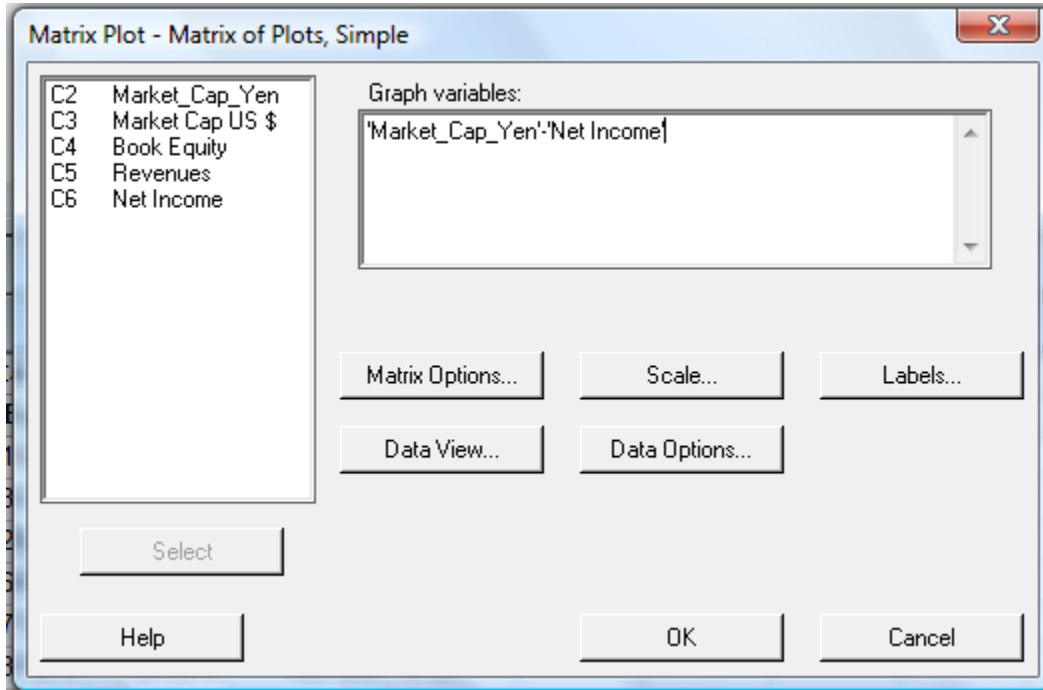 Matrix Plot - Matrix of Plots, Simple
C2 Market_Cap_Yen
C3 Market Cap US $
C4 Book Equity
C5 Revenues
C6 Net Income
Graph variables:
'Market_Cap_Yen'-'Net Income'
Matrix Options...
Scale...
Labels...
Data View...
Data Options...
Select
Help
OK
Cancel